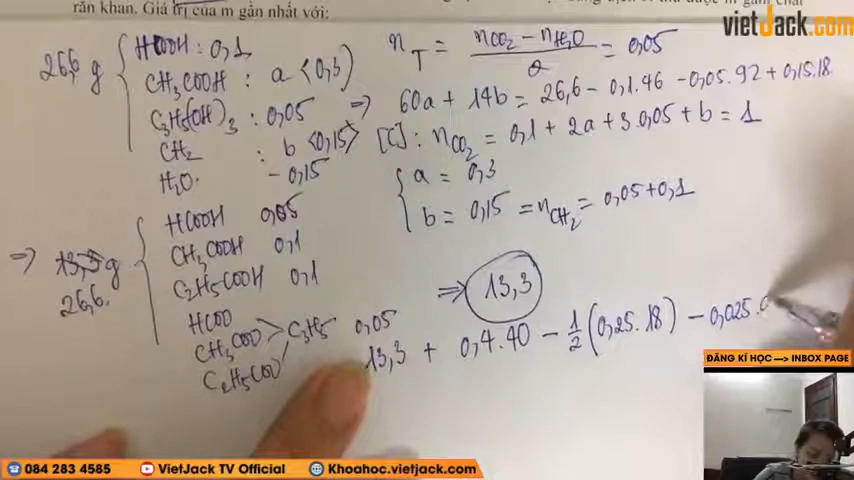 răn khan. Giá trị của m gần nhất với:
vietJack.com
26,6 g
HCOOH : 0,1
CH3COOH : a (0,3)
C3H5(OH)3 : 0,05
CH2 : b (0,15)
H2O - 0,15
nT = (nCO2 - nH2O) / 2 = 0,05
=> 60a + 14b = 26,6 - 0,1.46 - 0,05.92 + 0,15.18
[C] : nCO2 = 0,1 + 2a + 3.0,05 + b = 1
a = 0,3
b = 0,15 = nCH2 = 0,05 + 0,1
=> 13,3 g
26,6.
HCOOH 0,05
CH3COOH 0,1
C2H5COOH 0,1
HCOO
CH3COO > C3H5 0,05
C2H5COO
=> 13,3
13,3 + 0,4.40 - 1/2 (0,25.18) - 0,025.9
ĐĂNG KÍ HỌC --> INBOX PAGE
084 283 4585 VietJack TV Official Khoahoc.vietjack.com